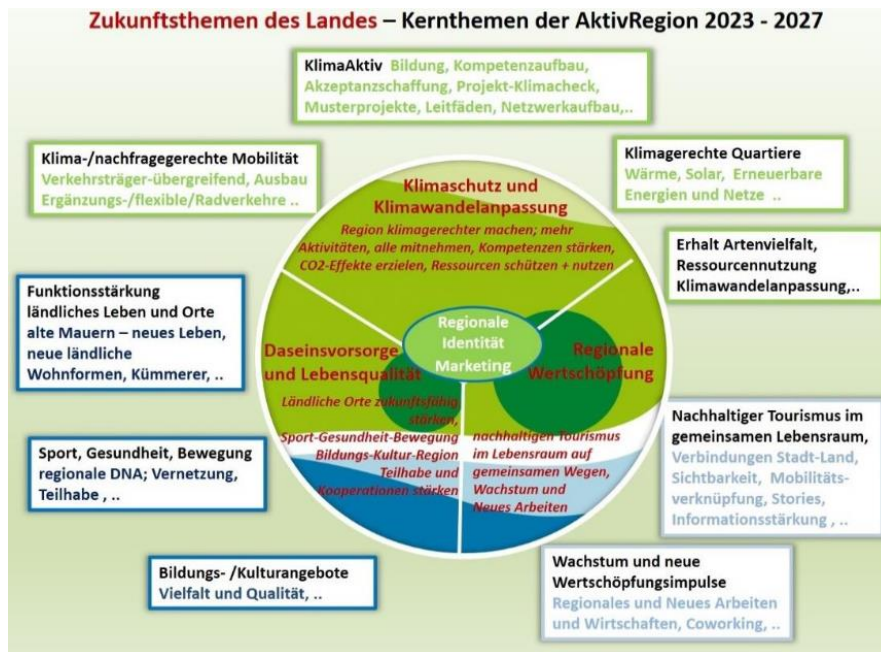 Zukunftsthemen des Landes – Kernthemen der AktivRegion 2023 - 2027
KlimaAktiv Bildung, Kompetenzaufbau,
Akzeptanzschaffung, Projekt-Klimacheck,
Musterprojekte, Leitfäden, Netzwerkaufbau,..
Klima-/nachfragegerechte Mobilität
Verkehrsträger-übergreifend, Ausbau
Ergänzungs-/flexible/Radverkehre ..
Klimagerechte Quartiere
Wärme, Solar, Erneuerbare
Energien und Netze ..
Klimaschutz und
Klimawandelanpassung
Region klimagerechter machen; mehr
Aktivitäten, alle mitnehmen, Kompetenzen stärken,
CO2-Effekte erzielen, Ressourcen schützen + nutzen
Erhalt Artenvielfalt,
Ressourcennutzung
Klimawandelanpassung,..
Funktionsstärkung
ländliches Leben und Orte
alte Mauern – neues Leben,
neue ländliche
Wohnformen, Kümmerer, ..
Regionale
Identität
Marketing
Daseinsvorsorge
und Lebensqualität
Ländliche Orte zukunftsfähig
stärken,
Sport-Gesundheit-Bewegung
Bildungs-Kultur-Region
Teilhabe und
Kooperationen stärken
Regionale
Wertschöpfung
nachhaltigen Tourismus
im Lebensraum auf
gemeinsamen Wegen,
Wachstum und
Neues Arbeiten
Nachhaltiger Tourismus im
gemeinsamen Lebensraum,
Verbindungen Stadt-Land,
Sichtbarkeit, Mobilitäts-
verknüpfung, Stories,
Informationsstärkung , ..
Sport, Gesundheit, Bewegung
regionale DNA; Vernetzung,
Teilhabe , ..
Bildungs- /Kulturangebote
Vielfalt und Qualität, ..
Wachstum und neue
Wertschöpfungsimpulse
Regionales und Neues Arbeiten
und Wirtschaften, Coworking, ..